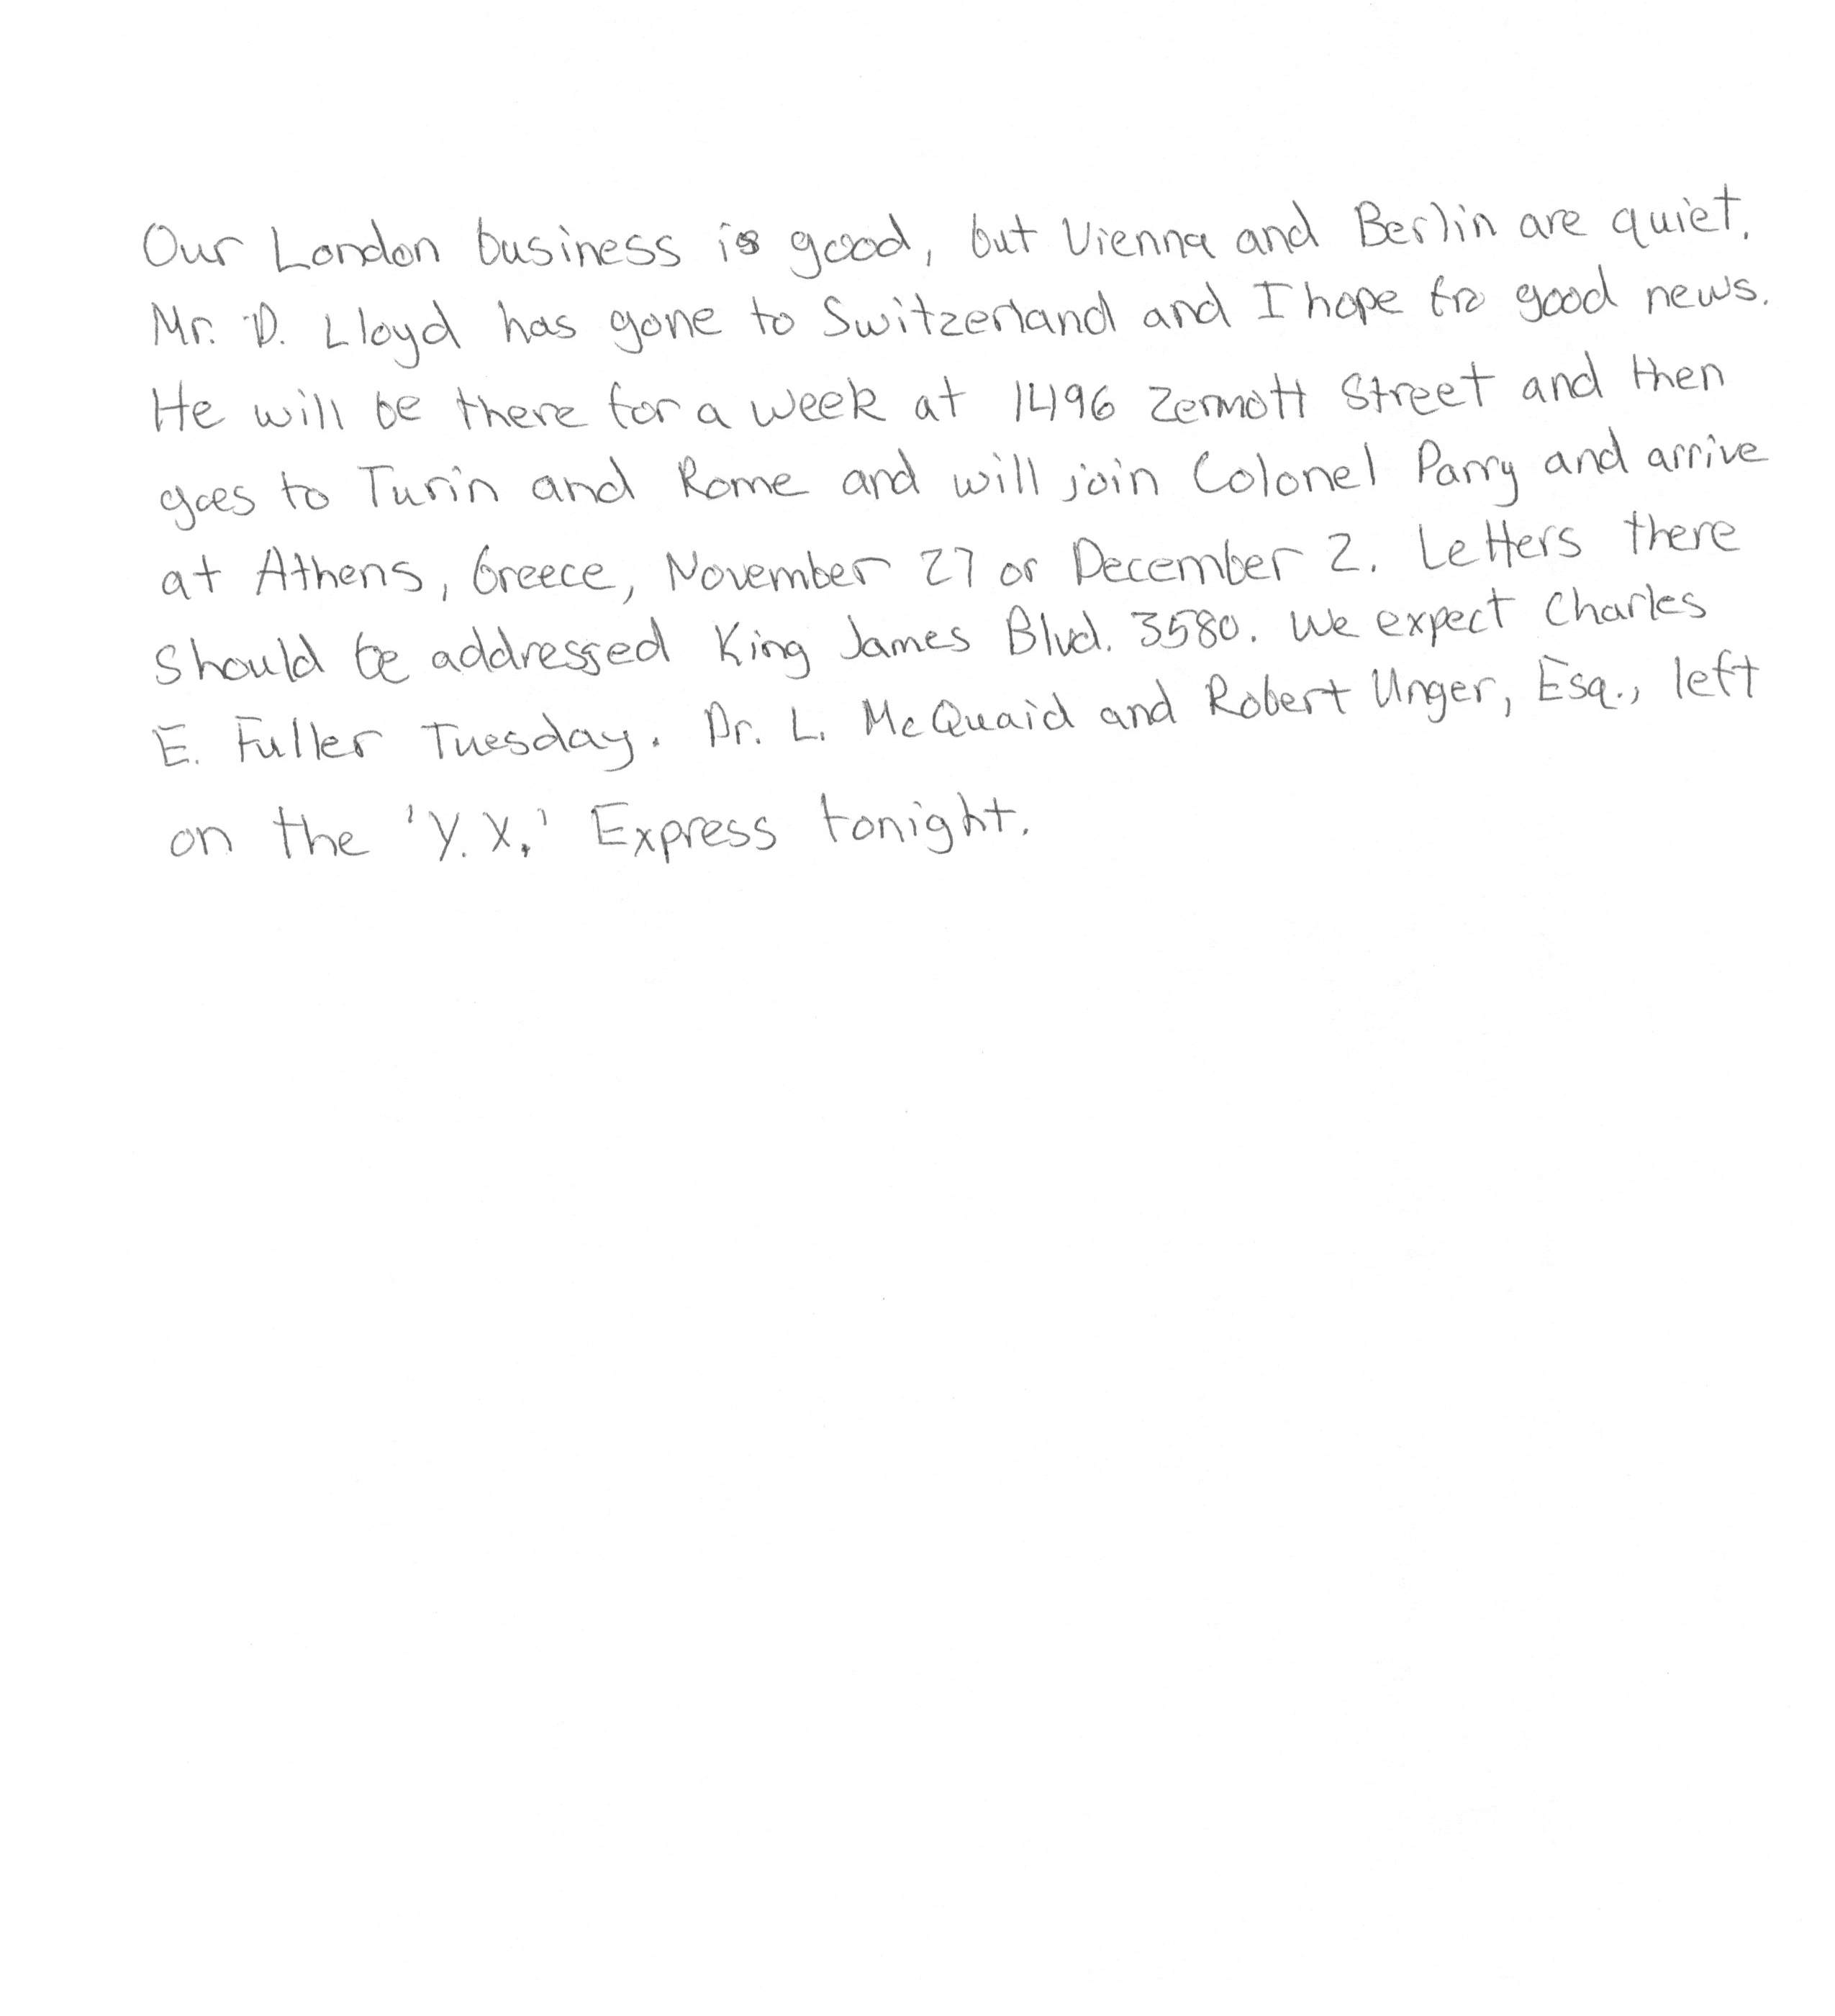 Our London business is good, but Vienna and Berlin are quiet.
Mr. D. Lloyd has gone to Switzerland and I hope fro good news.
He will be there for a week at 1496 Zermott Street and then
goes to Turin and Rome and will join Colonel Parry and arrive
at Athens, Greece, November 27 or December 2. Letters there
should be addressed King James Blvd. 3580. We expect Charles
E. Fuller Tuesday. Dr. L. McQuaid and Robert Unger, Esq., left
on the 'Y.X.' Express tonight.